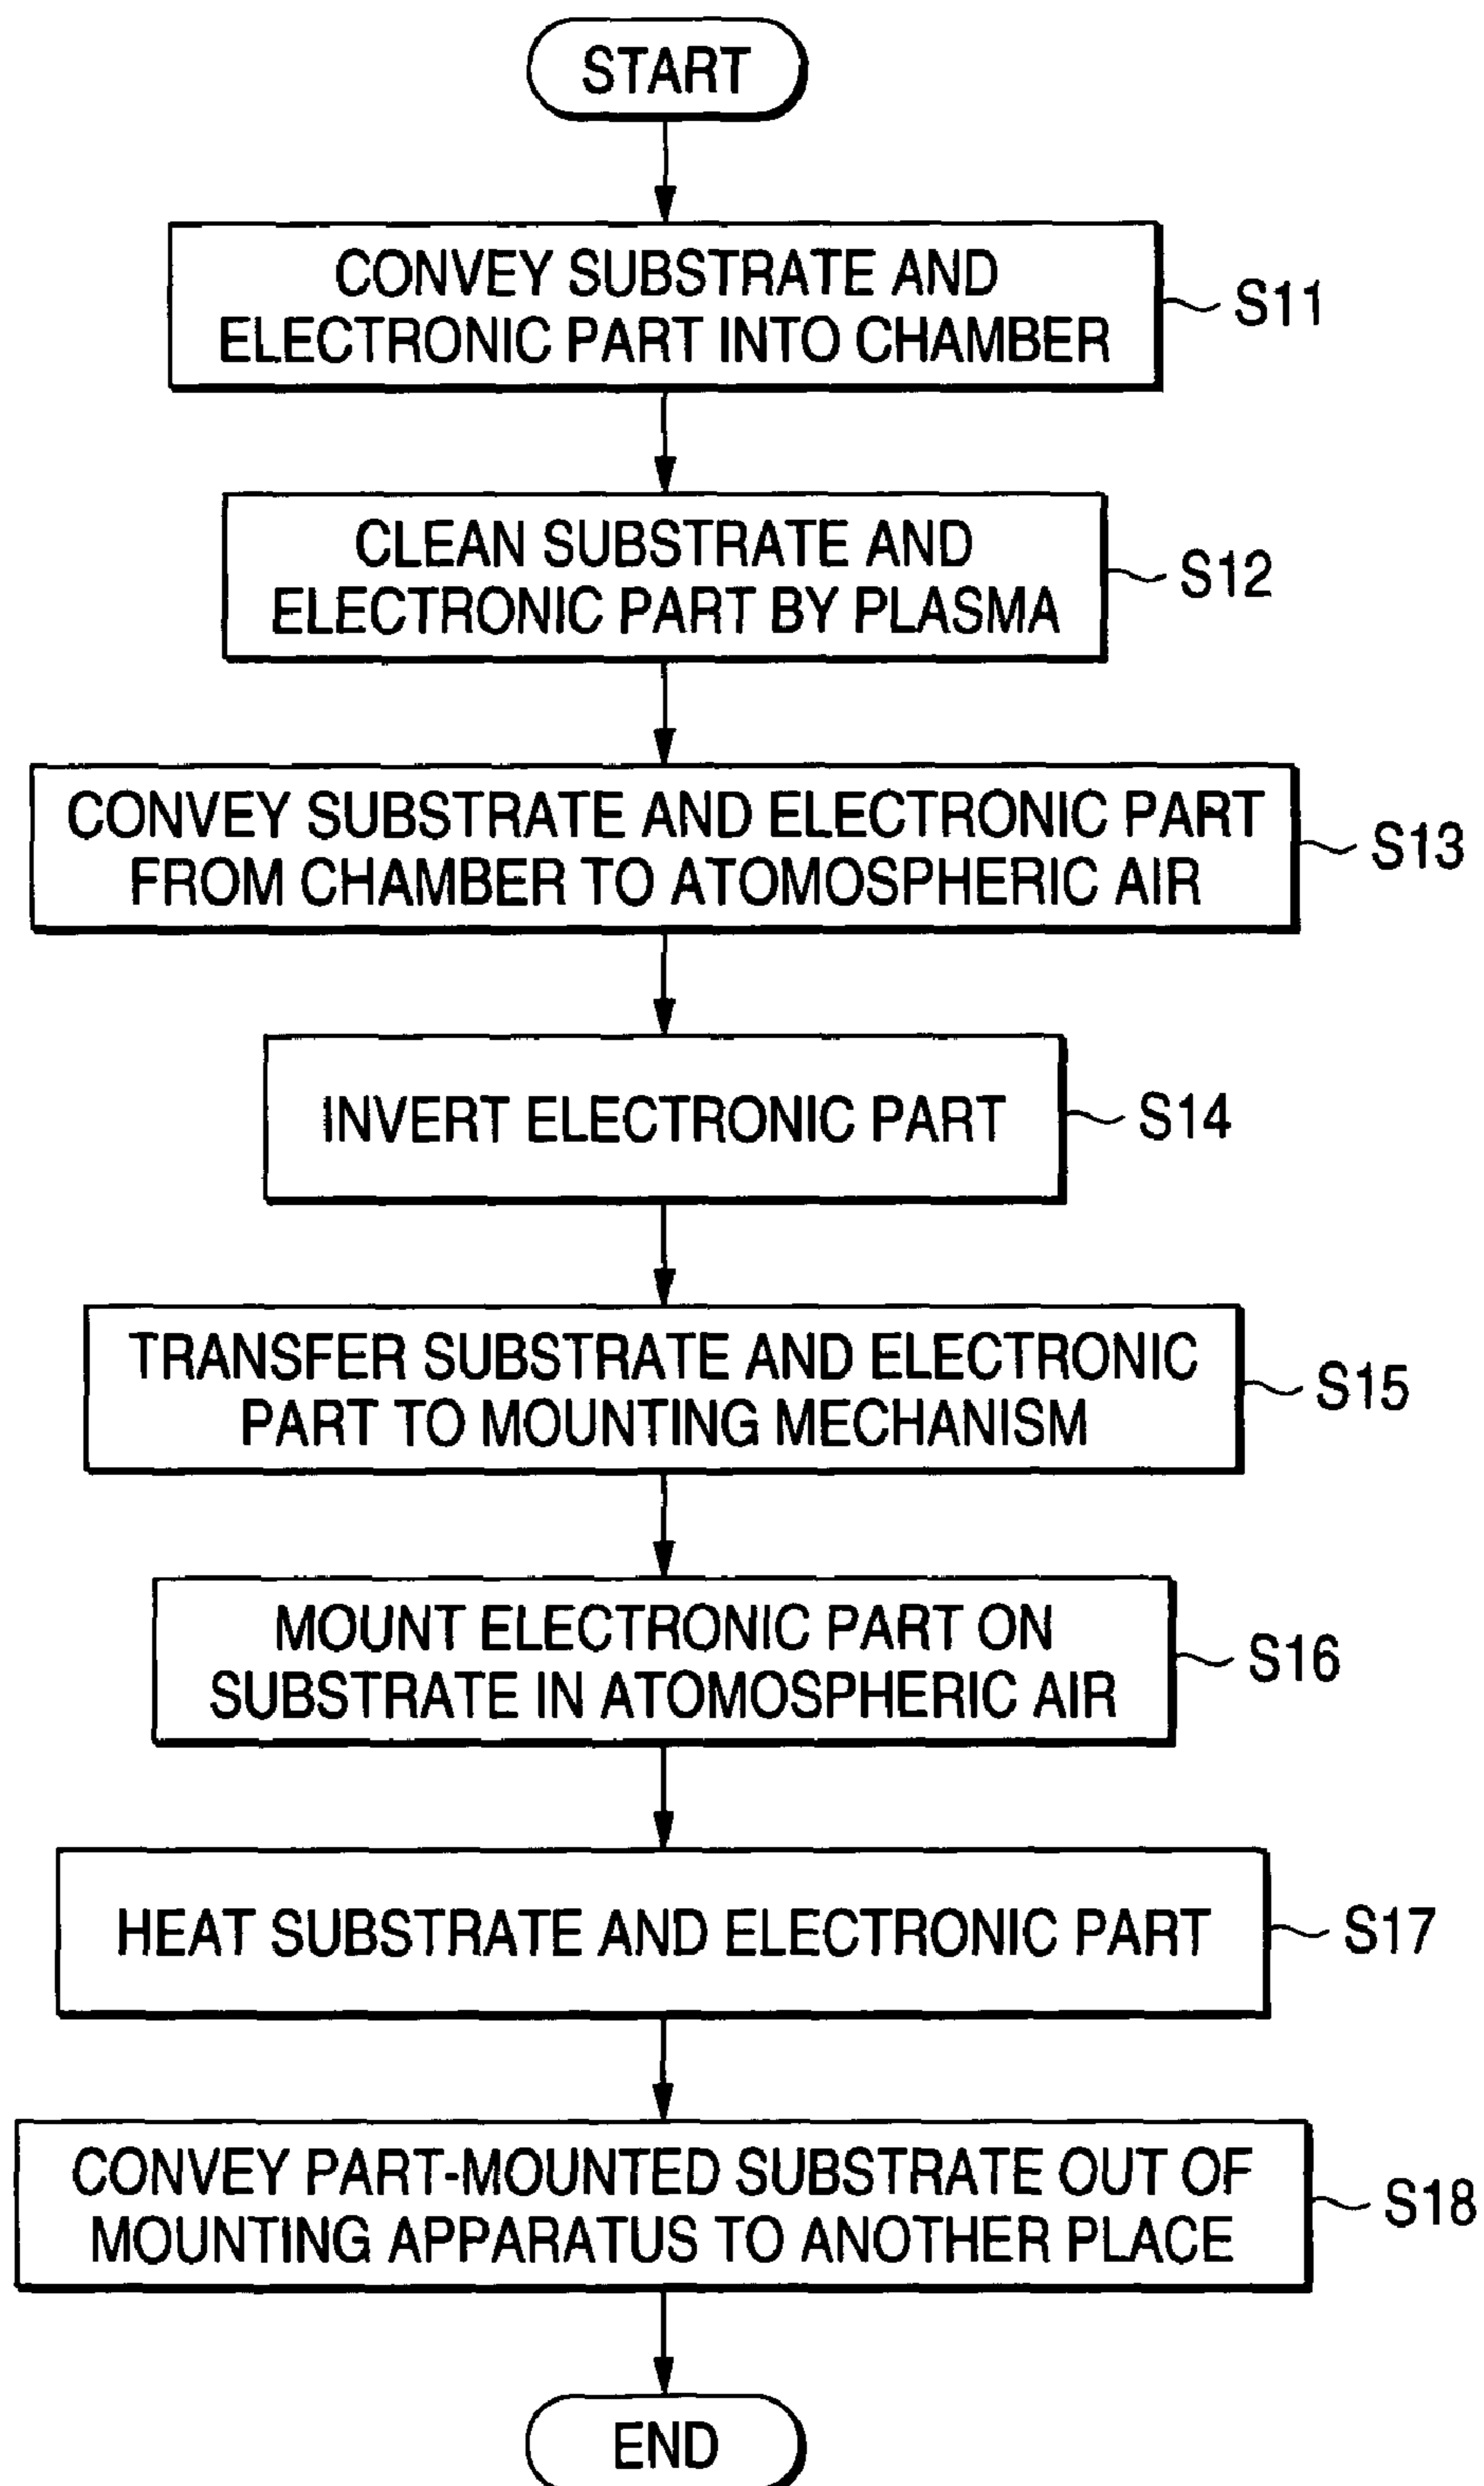 START
CONVEY SUBSTRATE AND
ELECTRONIC PART INTO CHAMBER
S11
CLEAN SUBSTRATE AND
ELECTRONIC PART BY PLASMA
S12
CONVEY SUBSTRATE AND ELECTRONIC PART
FROM CHAMBER TO ATOMOSPHERIC AIR
S13
INVERT ELECTRONIC PART
S14
TRANSFER SUBSTRATE AND ELECTRONIC
PART TO MOUNTING MECHANISM
S15
MOUNT ELECTRONIC PART ON
SUBSTRATE IN ATOMOSPHERIC AIR
S16
HEAT SUBSTRATE AND ELECTRONIC PART
S17
CONVEY PART-MOUNTED SUBSTRATE OUT OF
MOUNTING APPARATUS TO ANOTHER PLACE
S18
END